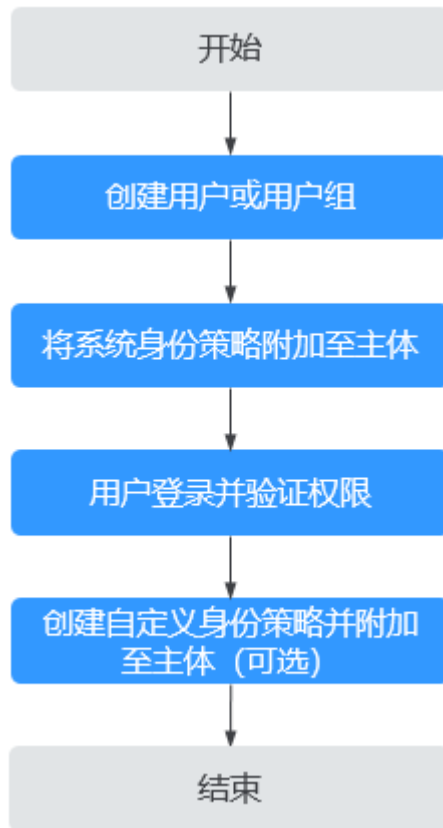 开始
创建用户或用户组
将系统身份策略附加至主体
用户登录并验证权限
创建自定义身份策略并附加
至主体（可选）
结束